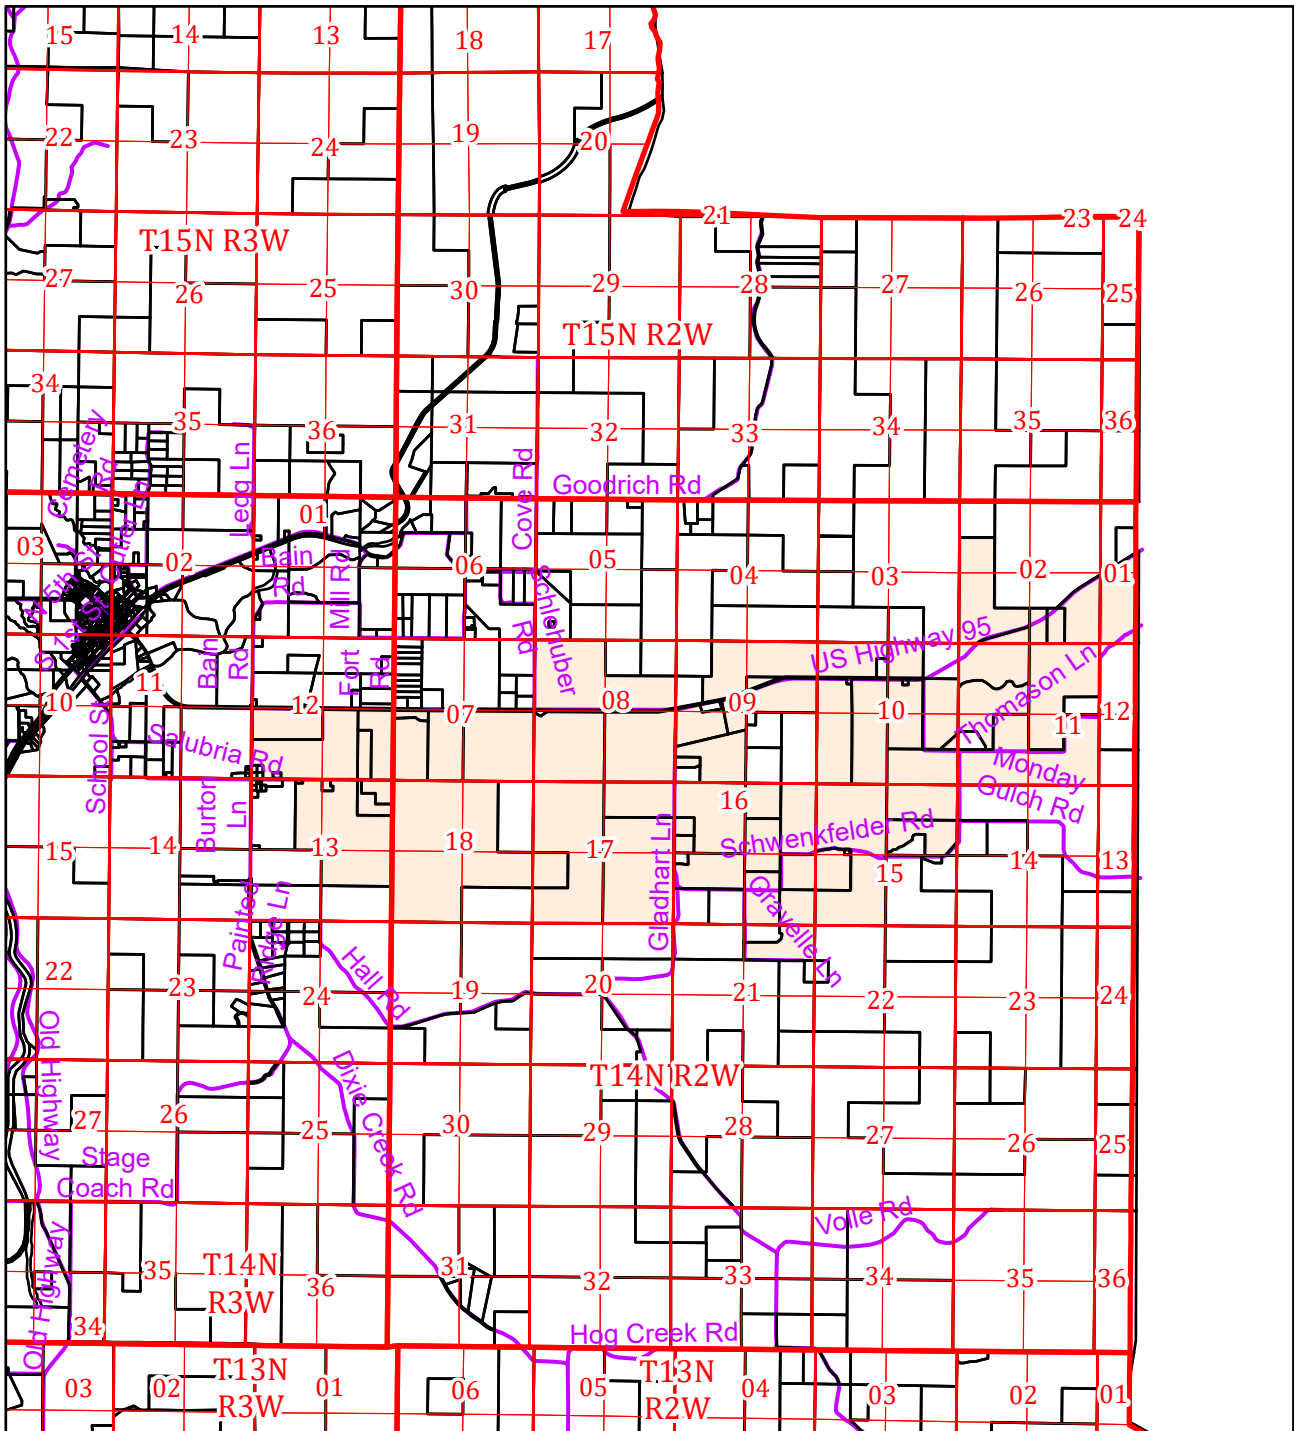 15
14
13
18
17
22
23
24
19
20
21
23
24
T15N R3W
27
26
25
30
29
28
27
26
25
T15N R2W
34
35
36
31
32
33
34
35
36
Cemetery
Rd
Cutler Ln
Legg Ln
Cove Rd
Goodrich Rd
03
02
01
06
05
04
03
02
01
N 5th St
S 1st St
Bain
Rd
Mill Rd
Fort
Rd
Bain
Rd
Schlehuber
Rd
US Highway 95
10
11
12
07
08
09
10
11
12
Thomason Ln
School St
Salubria Rd
Monday
Gulch Rd
Burton
Ln
15
14
13
18
17
16
15
14
13
Gladhart Ln
Schwenkfelder Rd
Gravelle Ln
Painted
Ridge Ln
Hall Rd
22
23
24
19
20
21
22
23
24
Old Highway
Dixie Creek Rd
T14N R2W
27
26
25
30
29
28
27
26
25
Stage
Coach Rd
Volle Rd
Old Highway
34
35
T14N
R3W
36
31
32
33
34
35
36
Hog Creek Rd
03
02
T13N
R3W
01
06
05
T13N
R2W
04
03
02
01